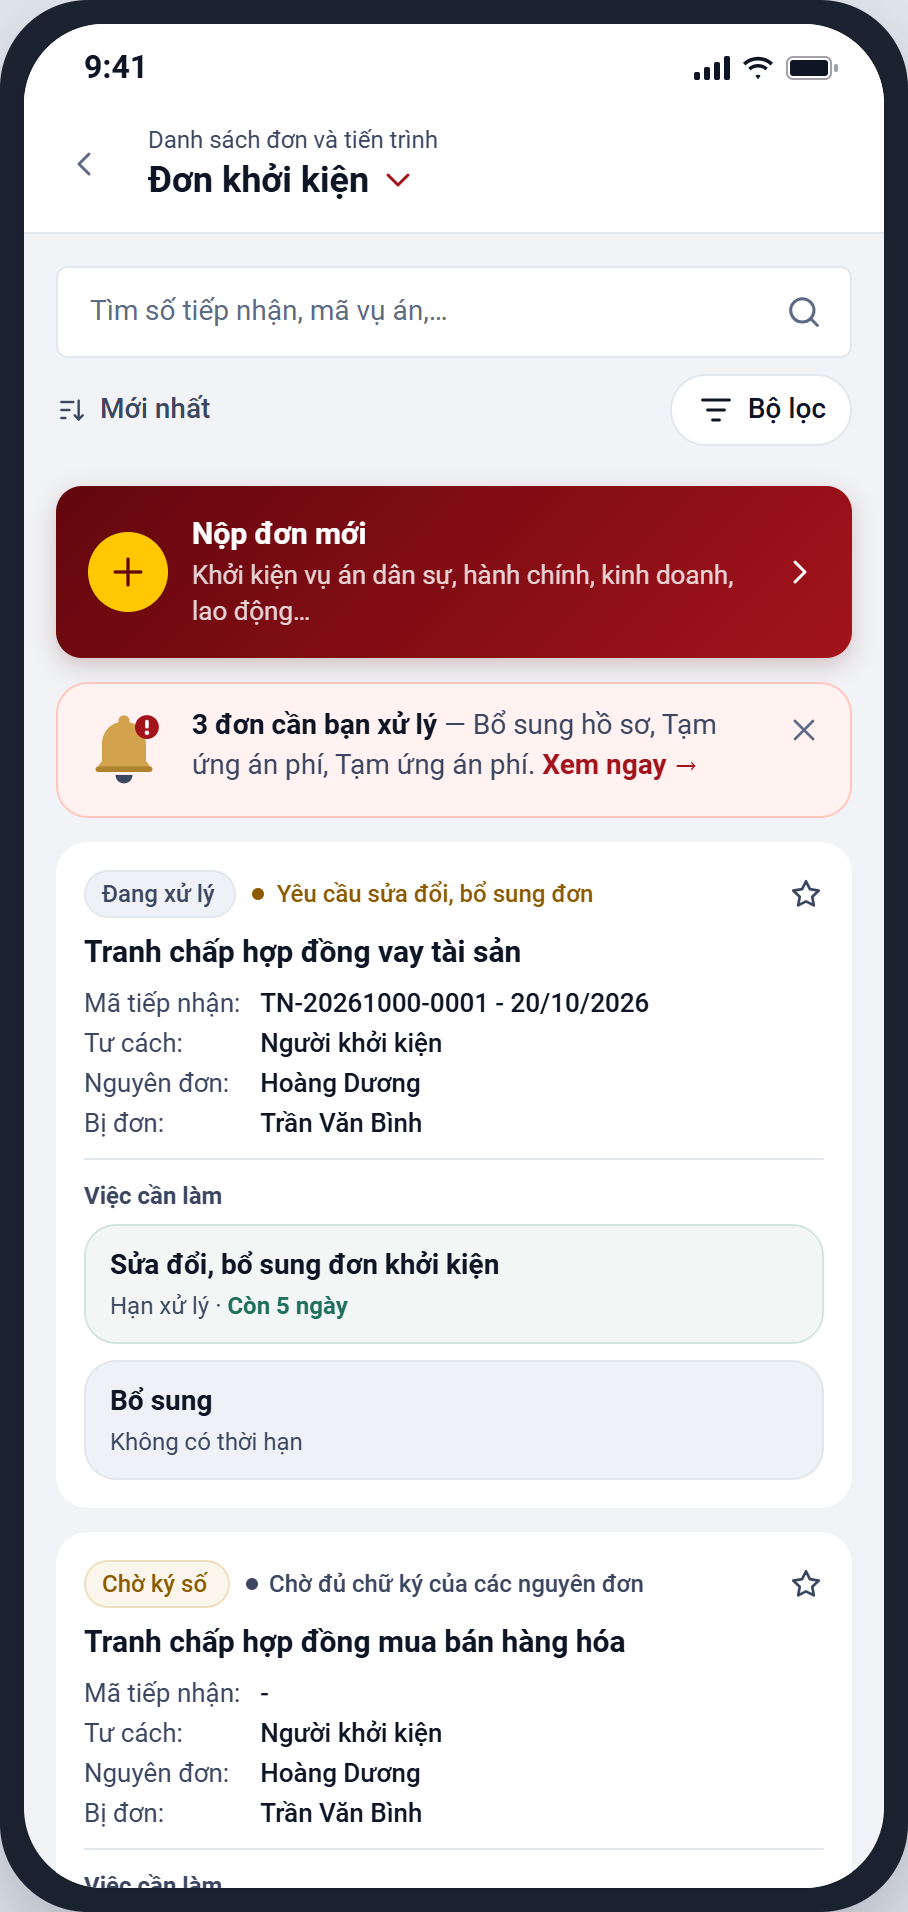 9:41
Danh sách đơn và tiến trình
Đơn khởi kiện
Tìm số tiếp nhận, mã vụ án,...
Mới nhất
Bộ lọc
Nộp đơn mới
Khởi kiện vụ án dân sự, hành chính, kinh doanh,
lao động...
3 đơn cần bạn xử lý — Bổ sung hồ sơ, Tạm
ứng án phí, Tạm ứng án phí. Xem ngay →
Đang xử lý
Yêu cầu sửa đổi, bổ sung đơn
Tranh chấp hợp đồng vay tài sản
Mã tiếp nhận: TN-20261000-0001 - 20/10/2026
Tư cách: Người khởi kiện
Nguyên đơn: Hoàng Dương
Bị đơn: Trần Văn Bình
Việc cần làm
Sửa đổi, bổ sung đơn khởi kiện
Hạn xử lý · Còn 5 ngày
Bổ sung
Không có thời hạn
Chờ ký số
Chờ đủ chữ ký của các nguyên đơn
Tranh chấp hợp đồng mua bán hàng hóa
Mã tiếp nhận: -
Tư cách: Người khởi kiện
Nguyên đơn: Hoàng Dương
Bị đơn: Trần Văn Bình
Việc cần làm